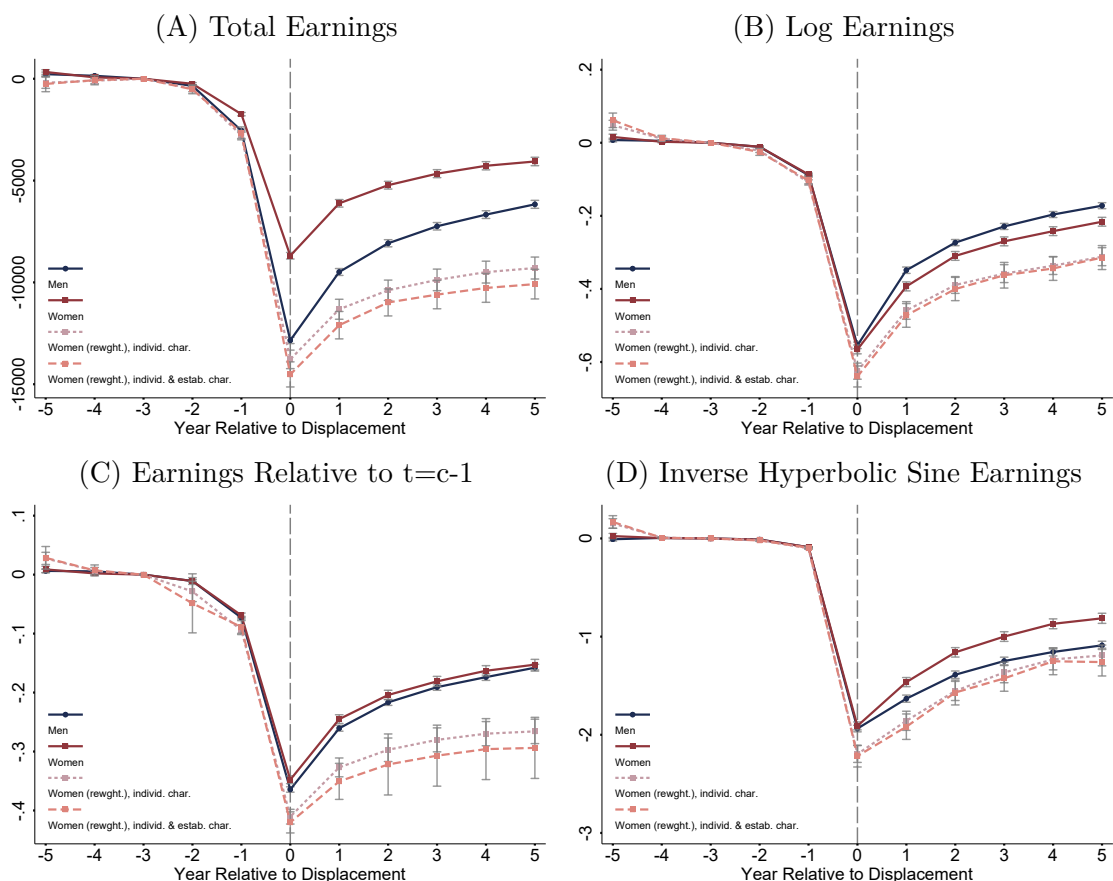 (A) Total Earnings
0
-5000
-10000
-15000
Men
Women
Women (rewght.), individ. char.
Women (rewght.), individ. & estab. char.
-5 -4 -3 -2 -1 0 1 2 3 4 5
Year Relative to Displacement
(B) Log Earnings
.2
0
-.2
-.4
-.6
Men
Women
Women (rewght.), individ. char.
Women (rewght.), individ. & estab. char.
-5 -4 -3 -2 -1 0 1 2 3 4 5
Year Relative to Displacement
(C) Earnings Relative to t=c-1
.1
0
-.1
-.2
-.3
-.4
Men
Women
Women (rewght.), individ. char.
Women (rewght.), individ. & estab. char.
-5 -4 -3 -2 -1 0 1 2 3 4 5
Year Relative to Displacement
(D) Inverse Hyperbolic Sine Earnings
0
-1
-2
-3
Men
Women
Women (rewght.), individ. char.
Women (rewght.), individ. & estab. char.
-5 -4 -3 -2 -1 0 1 2 3 4 5
Year Relative to Displacement